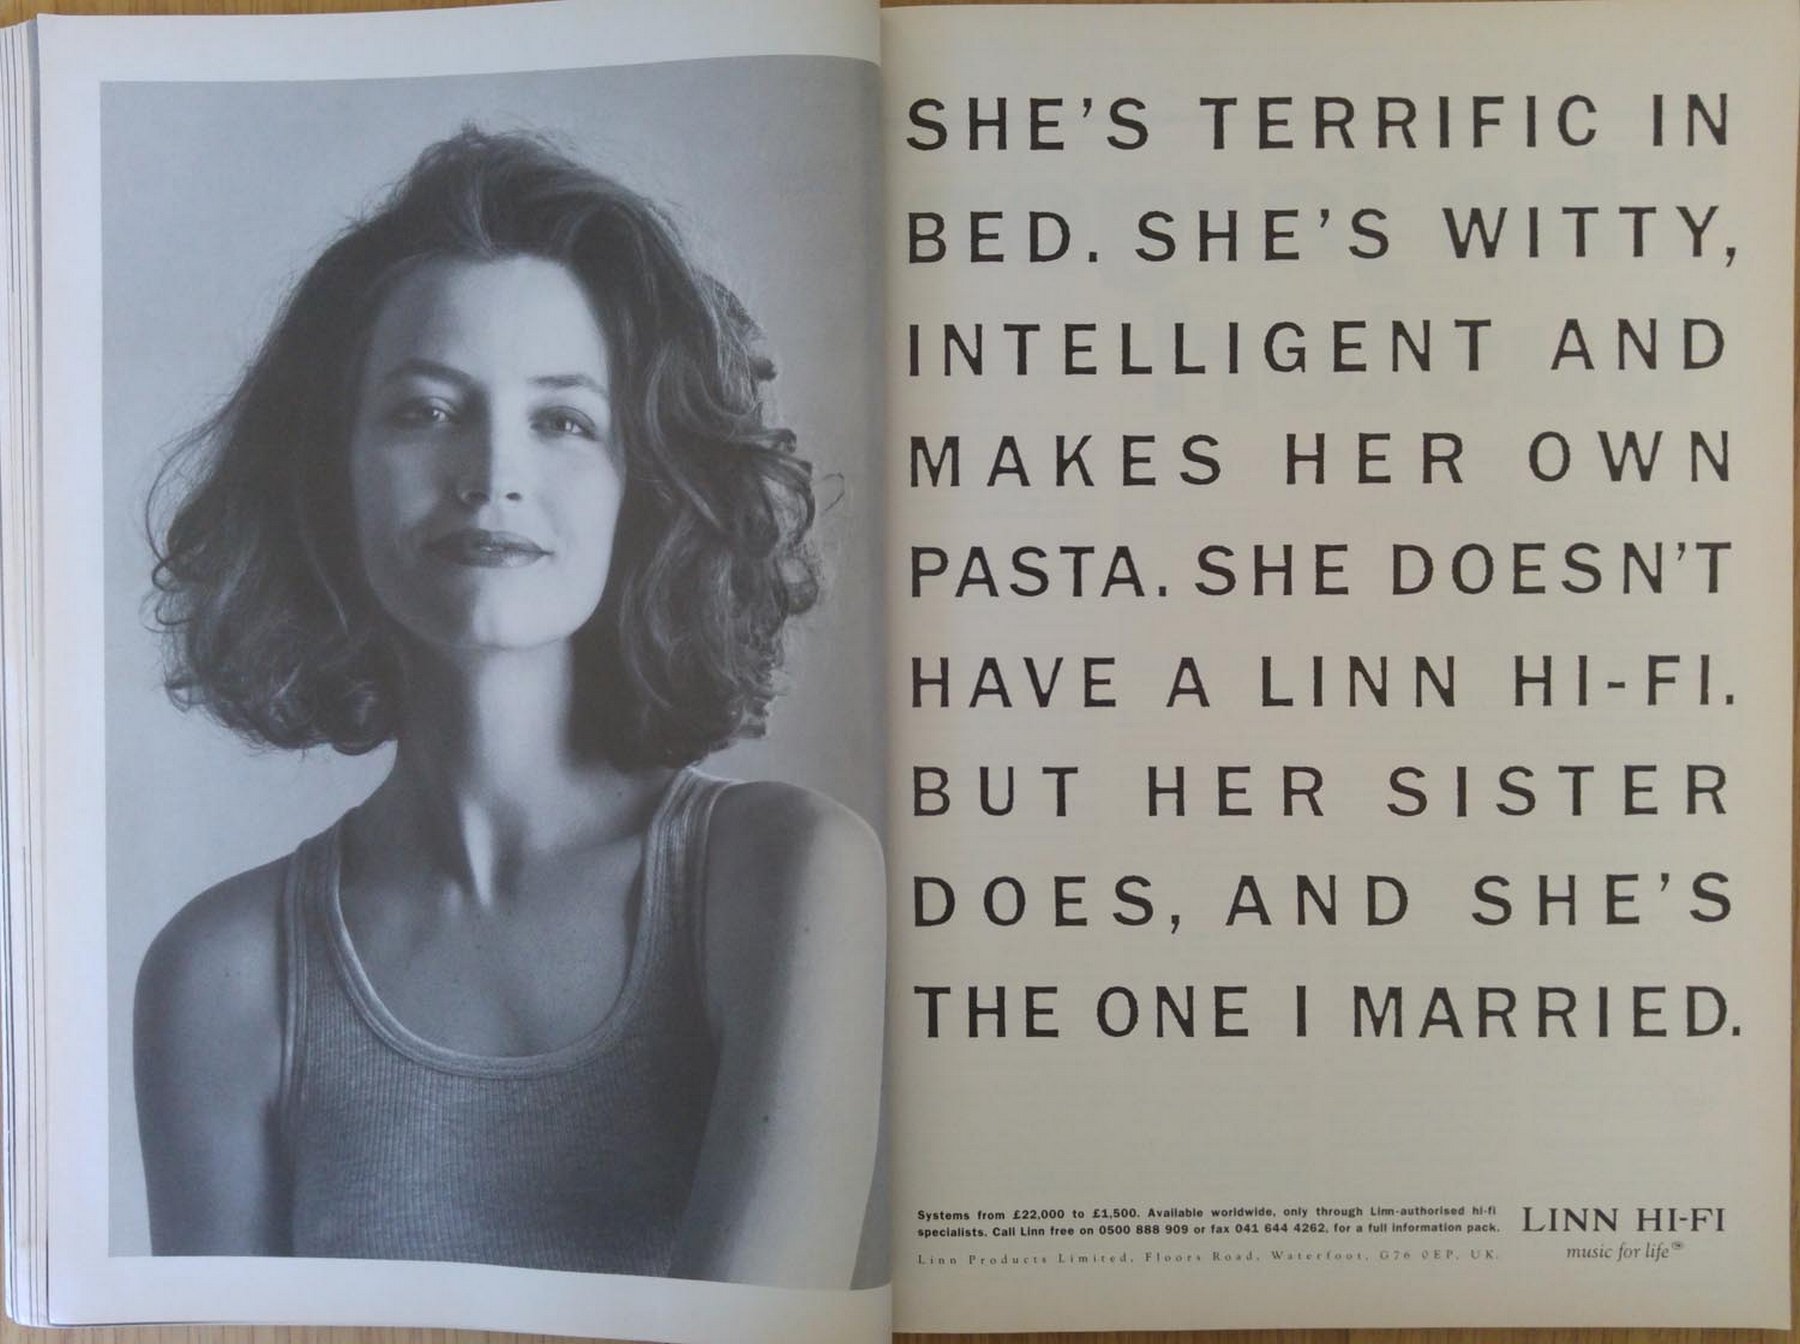 SHE'S TERRIFIC IN
BED. SHE'S WITTY,
INTELLIGENT AND
MAKES HER OWN
PASTA. SHE DOESN'T
HAVE A LINN HI-FI.
BUT HER SISTER
DOES, AND SHE'S
THE ONE I MARRIED.
Systems from £22,000 to £1,500. Available worldwide, only through Linn-authorised hi-fi
specialists. Call Linn free on 0500 888 909 or fax 041 644 4262, for a full information pack.
Linn Products Limited, Floors Road, Waterfoot, G76 0EP, UK.
LINN HI-FI
music for life